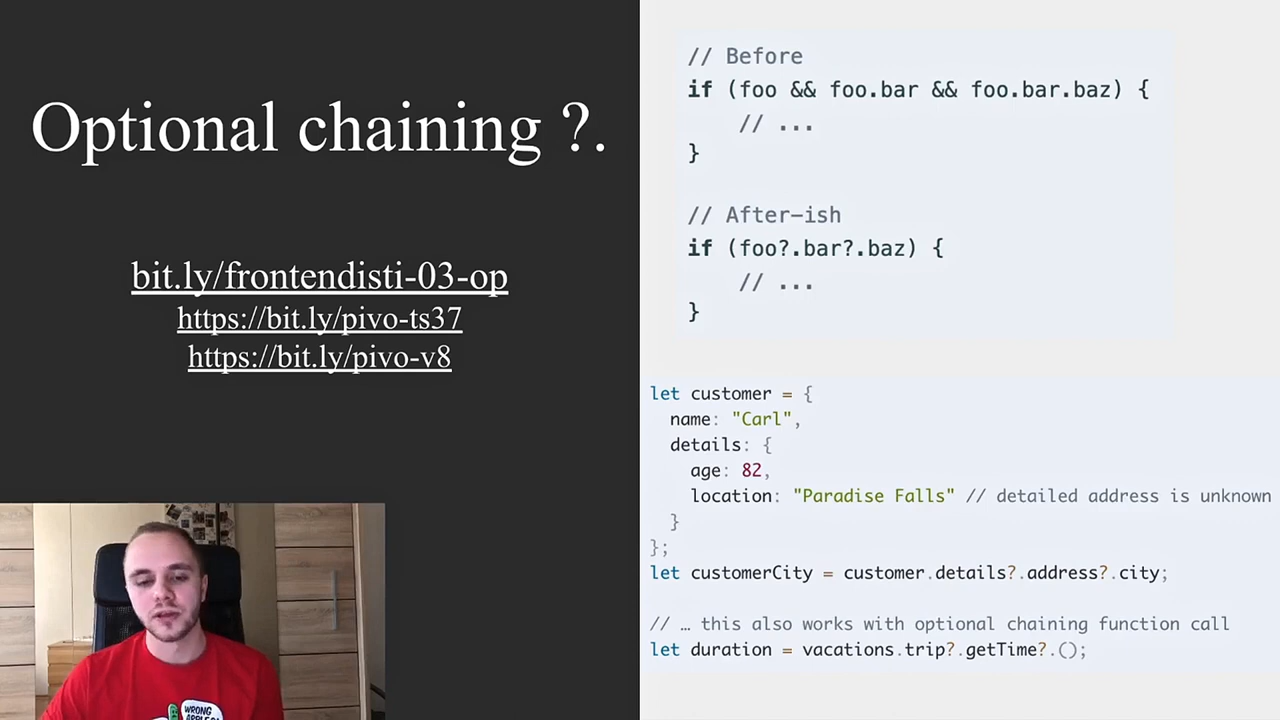 Optional chaining ?.
bit.ly/frontendisti-03-op
https://bit.ly/pivo-ts37
https://bit.ly/pivo-v8
// Before
if (foo && foo.bar && foo.bar.baz) {
    // ...
}
// After-ish
if (foo?.bar?.baz) {
    // ...
}
let customer = {
  name: "Carl",
  details: {
    age: 82,
    location: "Paradise Falls" // detailed address is unknown
  }
};
let customerCity = customer.details?.address?.city;
// … this also works with optional chaining function call
let duration = vacations.trip?.getTime?.();
WRONG